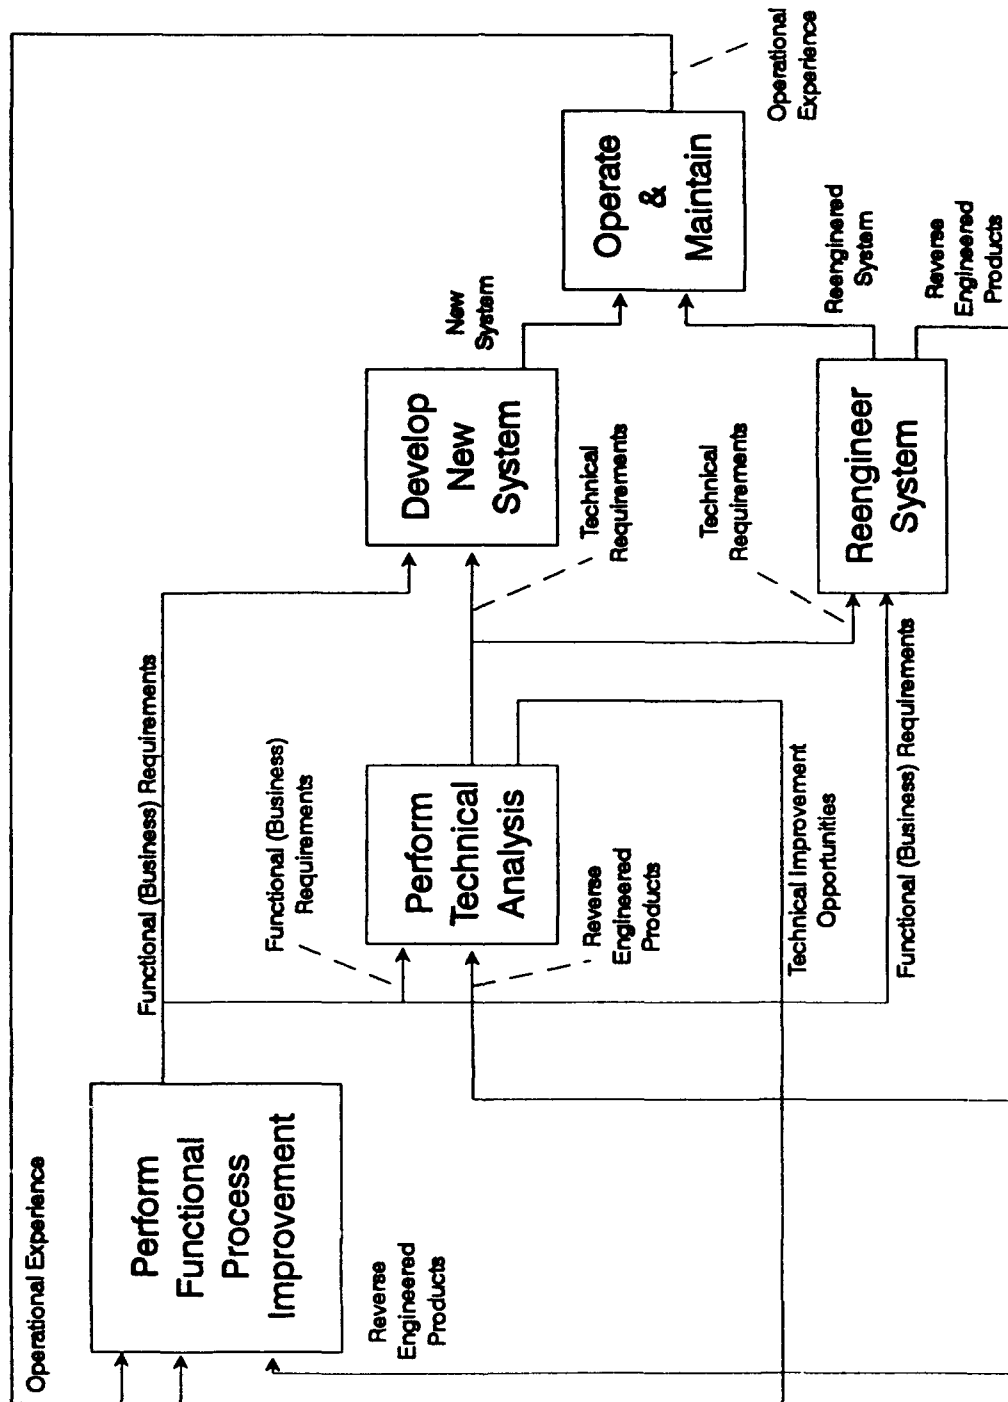 Operational Experience
Perform
Functional
Process
Improvement
Reverse
Engineered
Products
Functional (Business) Requirements
Functional (Business)
Requirements
Perform
Technical
Analysis
Reverse
Engineered
Products
Technical Improvement
Opportunities
Functional (Business) Requirements
Develop
New
System
New
System
Technical
Requirements
Technical
Requirements
Reengineer
System
Reengineered
System
Reverse
Engineered
Products
Operate
&
Maintain
Operational
Experience